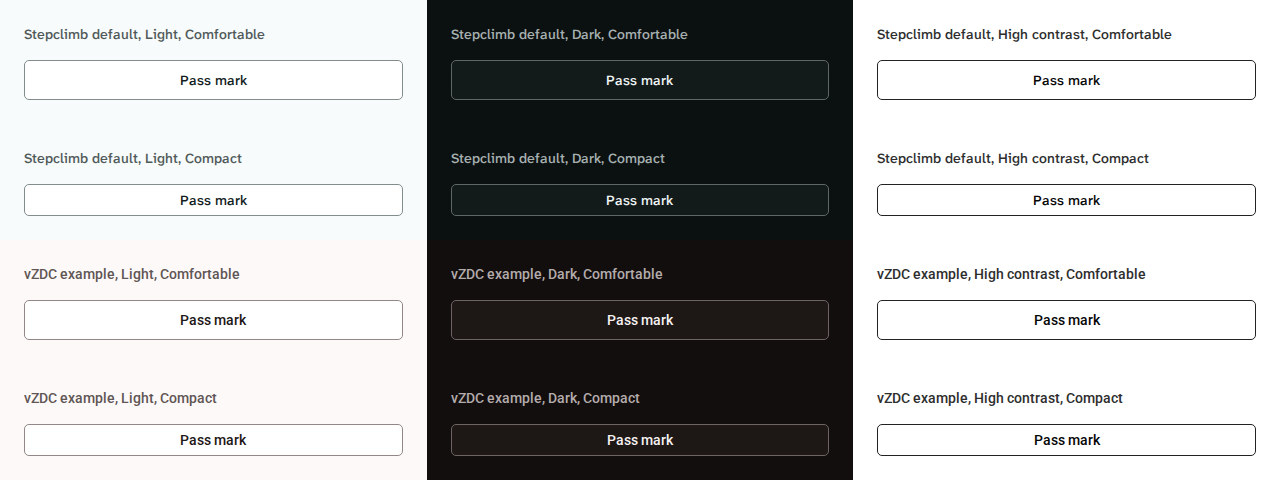 Stepclimb default, Light, Comfortable
Pass mark
Stepclimb default, Dark, Comfortable
Pass mark
Stepclimb default, High contrast, Comfortable
Pass mark
Stepclimb default, Light, Compact
Pass mark
Stepclimb default, Dark, Compact
Pass mark
Stepclimb default, High contrast, Compact
Pass mark
vZDC example, Light, Comfortable
Pass mark
vZDC example, Dark, Comfortable
Pass mark
vZDC example, High contrast, Comfortable
Pass mark
vZDC example, Light, Compact
Pass mark
vZDC example, Dark, Compact
Pass mark
vZDC example, High contrast, Compact
Pass mark